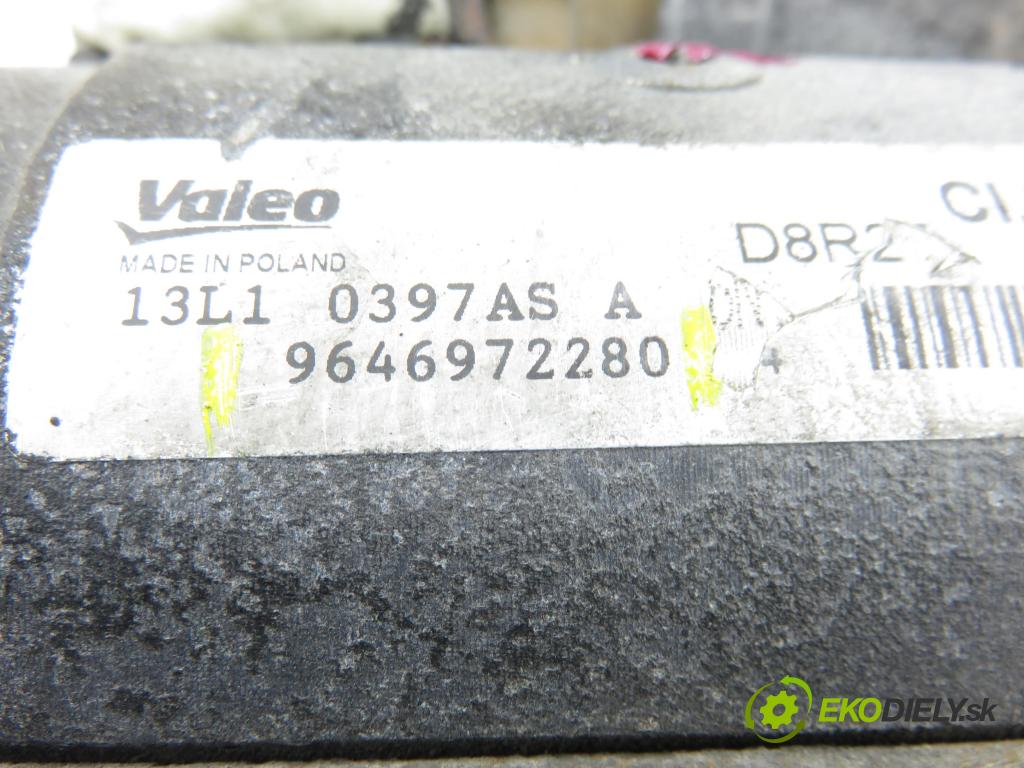 Valeo
MADE IN POLAND
13L1 0397AS A
9646972280
D8R2
EKODIELY.sk